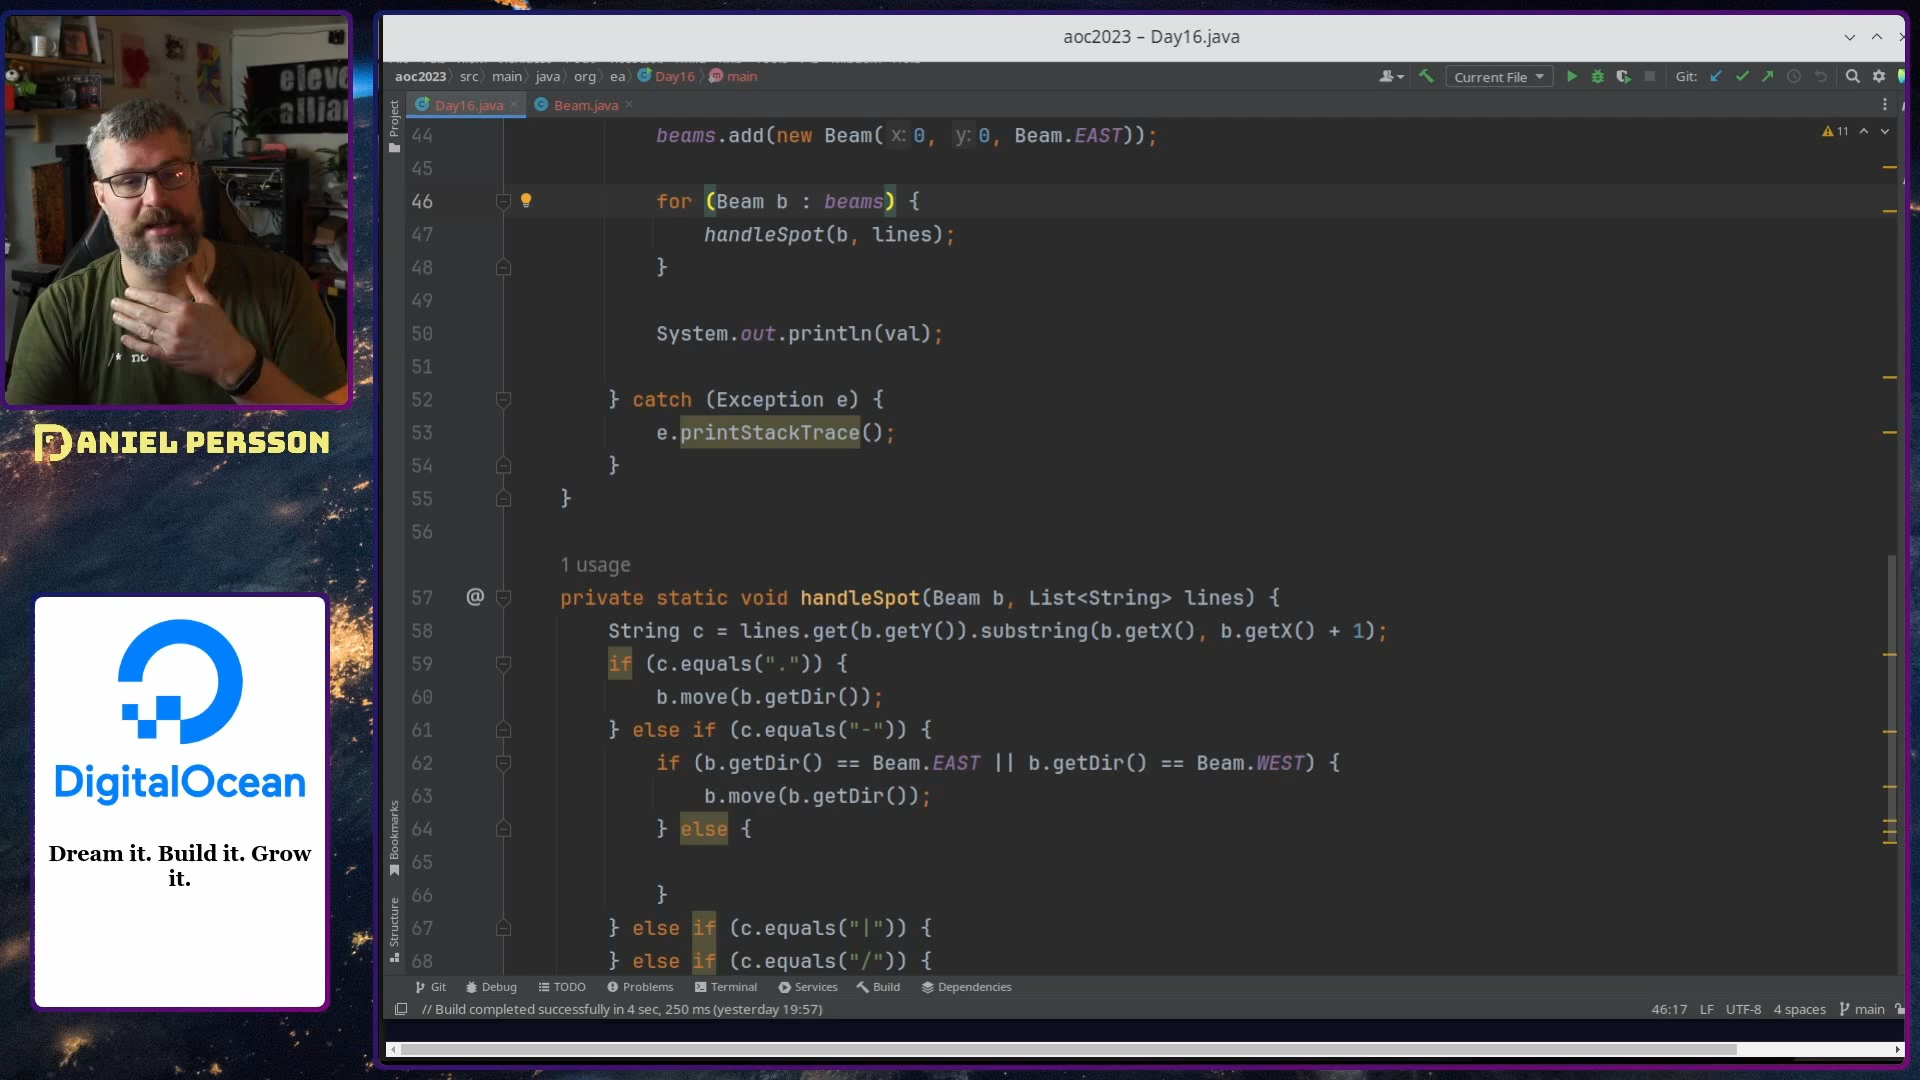 aoc2023 – Day16.java
aoc2023 src main java org ea Day16 main
Current File
Git:
Day16.java
Beam.java
Project
44 beams.add(new Beam( x: 0, y: 0, Beam.EAST));
11
45
46 for (Beam b : beams) {
47 handleSpot(b, lines);
48 }
49
50 System.out.println(val);
51
52 } catch (Exception e) {
53 e.printStackTrace();
54 }
55 }
56
1 usage
57 @ private static void handleSpot(Beam b, List<String> lines) {
58 String c = lines.get(b.getY()).substring(b.getX(), b.getX() + 1);
59 if (c.equals(".")) {
60 b.move(b.getDir());
61 } else if (c.equals("-")) {
62 if (b.getDir() == Beam.EAST || b.getDir() == Beam.WEST) {
63 b.move(b.getDir());
64 } else {
65
66 }
67 } else if (c.equals("|")) {
68 } else if (c.equals("/")) {
Bookmarks
Structure
Git Debug TODO Problems Terminal Services Build Dependencies
// Build completed successfully in 4 sec, 250 ms (yesterday 19:57)
46:17 LF UTF-8 4 spaces main
eleve
allian
/* no
DANIEL PERSSON
DigitalOcean
Dream it. Build it. Grow
it.